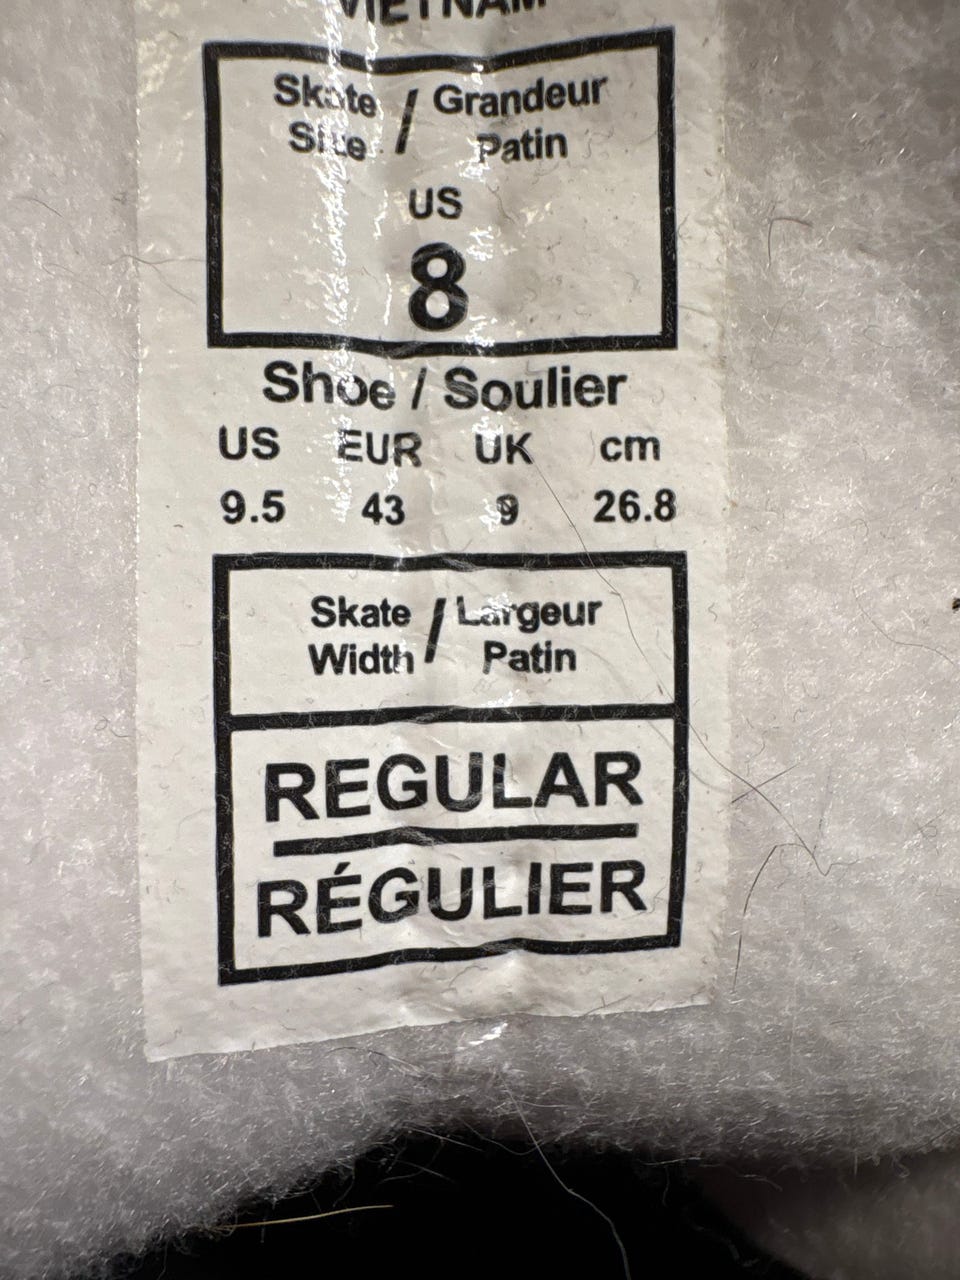 VIETNAM
Skate Size / Grandeur Patin
US
8
Shoe / Soulier
US EUR UK cm
9.5 43 9 26.8
Skate Width / Largeur Patin
REGULAR
RÉGULIER